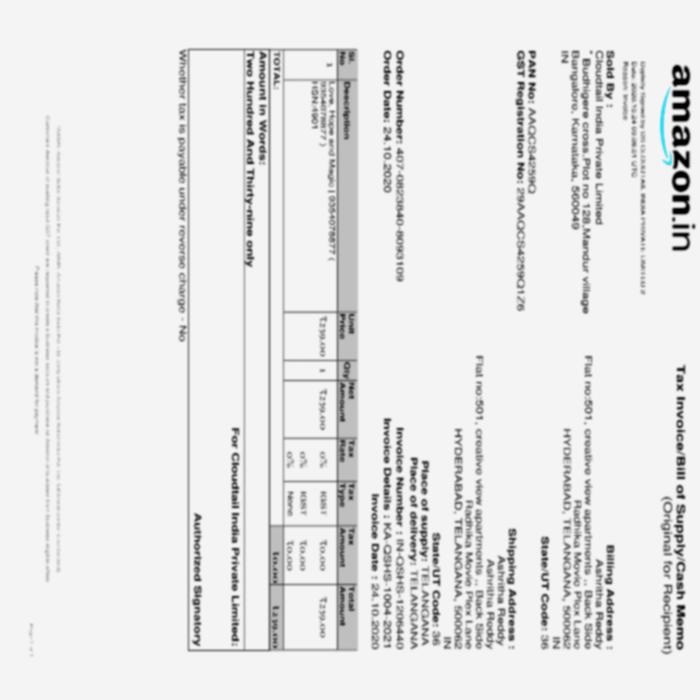 amazon.in
Tax Invoice/Bill of Supply/Cash Memo
(Original for Recipient)
Date: 2020.10.24
Reason: Invoice
Sold By :
Cloudtail India Private Limited
* Budhigere cross,Plot no 128,Mandur village
Bangalore, Karnataka, 560049
IN
Billing Address :
Ashritha Reddy
Flat no:501, creative view apartments ,, Back Side
Radhika Movie Plex Lane
HYDERABAD, TELANGANA, 500062
IN
State/UT Code: 36
PAN No: AAQCS4259Q
GST Registration No: 29AAQCS4259Q1Z6
Shipping Address :
Ashritha Reddy
Ashritha Reddy
Flat no:501, creative view apartments ,, Back Side
Radhika Movie Plex Lane
HYDERABAD, TELANGANA, 500062
IN
State/UT Code: 36
Place of supply: TELANGANA
Place of delivery: TELANGANA
Order Number: 407-0823840-8093109
Order Date: 24.10.2020
Invoice Number : IN-QSHS-1206440
Invoice Details : KA-QSHS-1004-2021
Invoice Date : 24.10.2020
Sl. No Description Unit Price Qty Net Amount Tax Rate Tax Type Tax Amount Total Amount
1 Love, Hope and Magic | 9354078877 ( ₹239.00 1 ₹239.00 0% IGST ₹0.00 ₹239.00
9354078877 ) 0% IGST ₹0.00
HSN:4901 0% None ₹0.00
TOTAL: ₹0.00 ₹239.00
Amount in Words:
Two Hundred And Thirty-nine only
For Cloudtail India Private Limited:
Authorized Signatory
Whether tax is payable under reverse charge - No
Please note that this invoice is not a demand for payment
Page 1 of 1